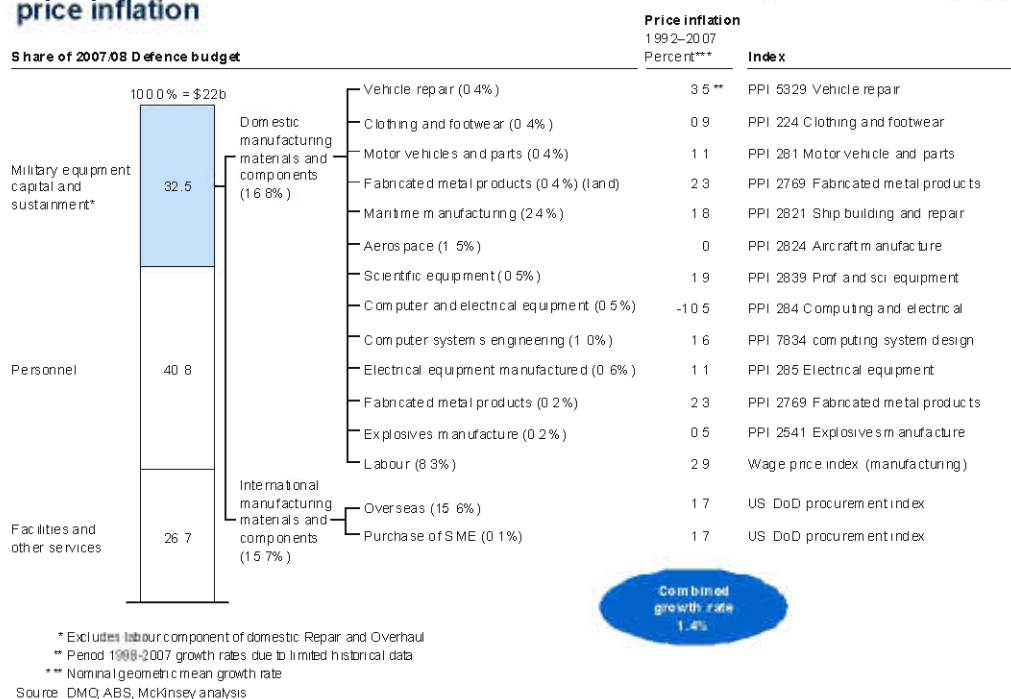 price inflation
Share of 2007/08 Defence budget
Price inflation
1992–2007
Percent***
Index
100 0% = $22b
Military equipment
capital and
sustainment*
32.5
Personnel
40 8
Facilities and
other services
26 7
Domestic
manufacturing
materials and
components
(16 8%)
International
manufacturing
materials and
components
(15 7%)
Vehicle repair (0 4%) 3 5 ** PPI 5329 Vehicle repair
Clothing and footwear (0 4%) 0 9 PPI 224 Clothing and footwear
Motor vehicles and parts (0 4%) 1 1 PPI 281 Motor vehicle and parts
Fabricated metal products (0 4%) (land) 2 3 PPI 2769 Fabricated metal products
Maritime manufacturing (2 4%) 1 8 PPI 2821 Ship building and repair
Aerospace (1 5%) 0 PPI 2824 Aircraft manufacture
Scientific equipment (0 5%) 1 9 PPI 2839 Prof and sci equipment
Computer and electrical equipment (0 5%) -10 5 PPI 284 Computing and electrical
Computer systems engineering (1 0%) 1 6 PPI 7834 computing system design
Electrical equipment manufactured (0 6%) 1 1 PPI 285 Electrical equipment
Fabricated metal products (0 2%) 2 3 PPI 2769 Fabricated metal products
Explosives manufacture (0 2%) 0 5 PPI 2541 Explosives manufacture
Labour (8 3%) 2 9 Wage price index (manufacturing)
Overseas (15 6%) 1 7 US DoD procurement index
Purchase of SME (0 1%) 1 7 US DoD procurement index
Combined
growth rate
1.4%
* Excludes labour component of domestic Repair and Overhaul
** Period 1998-2007 growth rates due to limited historical data
*** Nominal geometric mean growth rate
Source DMO, ABS, McKinsey analysis